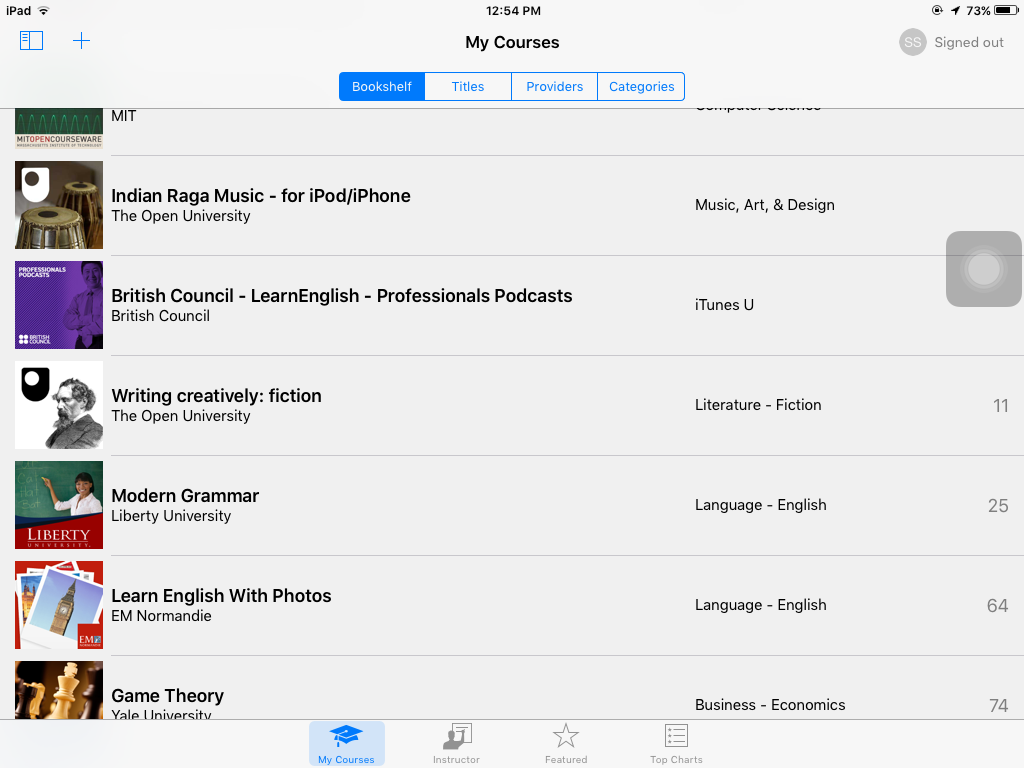 iPad 12:54 PM 73%
My Courses
SS Signed out
Bookshelf Titles Providers Categories
MIT Computer Science
MITOPENCOURSEWARE
MASSACHUSETTS INSTITUTE OF TECHNOLOGY
Indian Raga Music - for iPod/iPhone
The Open University
Music, Art, & Design
PROFESSIONALS
PODCASTS
BRITISH
COUNCIL
British Council - LearnEnglish - Professionals Podcasts
British Council
iTunes U
Writing creatively: fiction
The Open University
Literature - Fiction 11
LIBERTY
UNIVERSITY
Modern Grammar
Liberty University
Language - English 25
EM
Learn English With Photos
EM Normandie
Language - English 64
Game Theory
Yale University
Business - Economics 74
My Courses Instructor Featured Top Charts